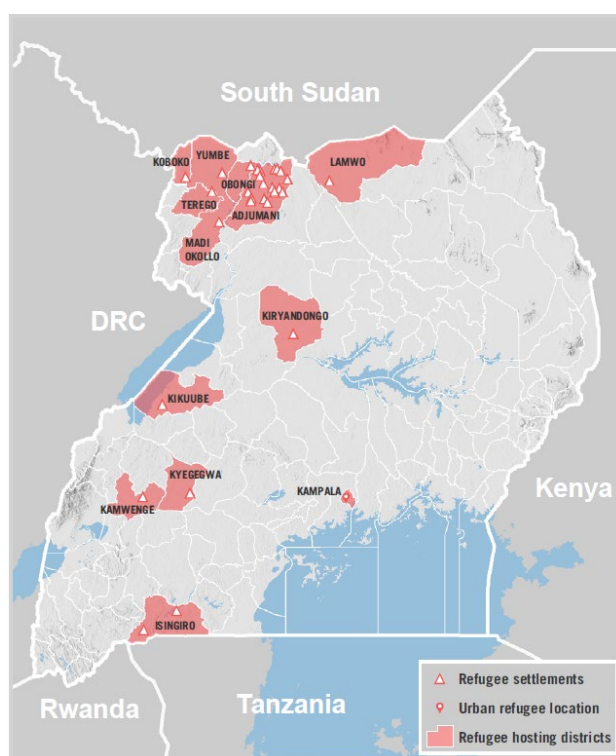 South Sudan
KOBOKO
YUMBE
LAMWO
OBONGI
TEREGO
ADJUMANI
MADI
OKOLLO
DRC
KIRYANDONGO
KIKUUBE
KYEGEGWA
KAMWENGE
KAMPALA
Kenya
ISINGIRO
Rwanda
Tanzania
Refugee settlements
Urban refugee location
Refugee hosting districts